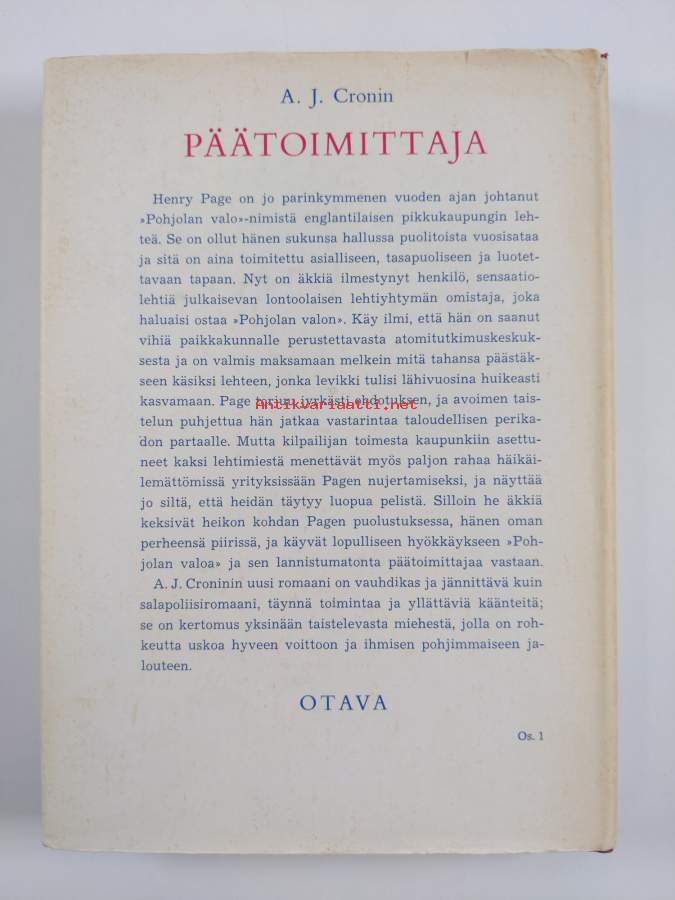 A. J. Cronin
PÄÄTOIMITTAJA
Henry Page on jo parinkymmenen vuoden ajan johtanut
»Pohjolan valo»-nimistä englantilaisen pikkukaupungin leh-
teä. Se on ollut hänen sukunsa hallussa puolitoista vuosisataa
ja sitä on aina toimitettu asialliseen, tasapuoliseen ja luotet-
tavaan tapaan. Nyt on äkkiä ilmestynyt henkilö, sensaatio-
lehtiä julkaisevan lontoolaisen lehtiyhtymän omistaja, joka
haluaisi ostaa »Pohjolan valon». Käy ilmi, että hän on saanut
vihiä paikkakunnalle perustettavasta atomitutkimuskeskuk-
sesta ja on valmis maksamaan melkein mitä tahansa päästäk-
seen käsiksi lehteen, jonka levikki tulisi lähivuosina huikeasti
kasvamaan. Page torjuu jyrkästi ehdotuksen, ja avoimen tais-
Antikvariaatti.net
telun puhjettua hän jatkaa vastarintaa taloudellisen perika-
don partaalle. Mutta kilpailijan toimesta kaupunkiin asettu-
neet kaksi lehtimiestä menettävät myös paljon rahaa häikäi-
lemättömissä yrityksissään Pagen nujertamiseksi, ja näyttää
jo siltä, että heidän täytyy luopua pelistä. Silloin he äkkiä
keksivät heikon kohdan Pagen puolustuksessa, hänen oman
perheensä piirissä, ja käyvät lopulliseen hyökkäykseen »Poh-
jolan valoa» ja sen lannistumatonta päätoimittajaa vastaan.
A. J. Croninin uusi romaani on vauhdikas ja jännittävä kuin
salapoliisiromaani, täynnä toimintaa ja yllättäviä käänteitä;
se on kertomus yksinään taistelevasta miehestä, jolla on roh-
keutta uskoa hyveen voittoon ja ihmisen pohjimmaiseen ja-
louteen.
OTAVA
Os. 1